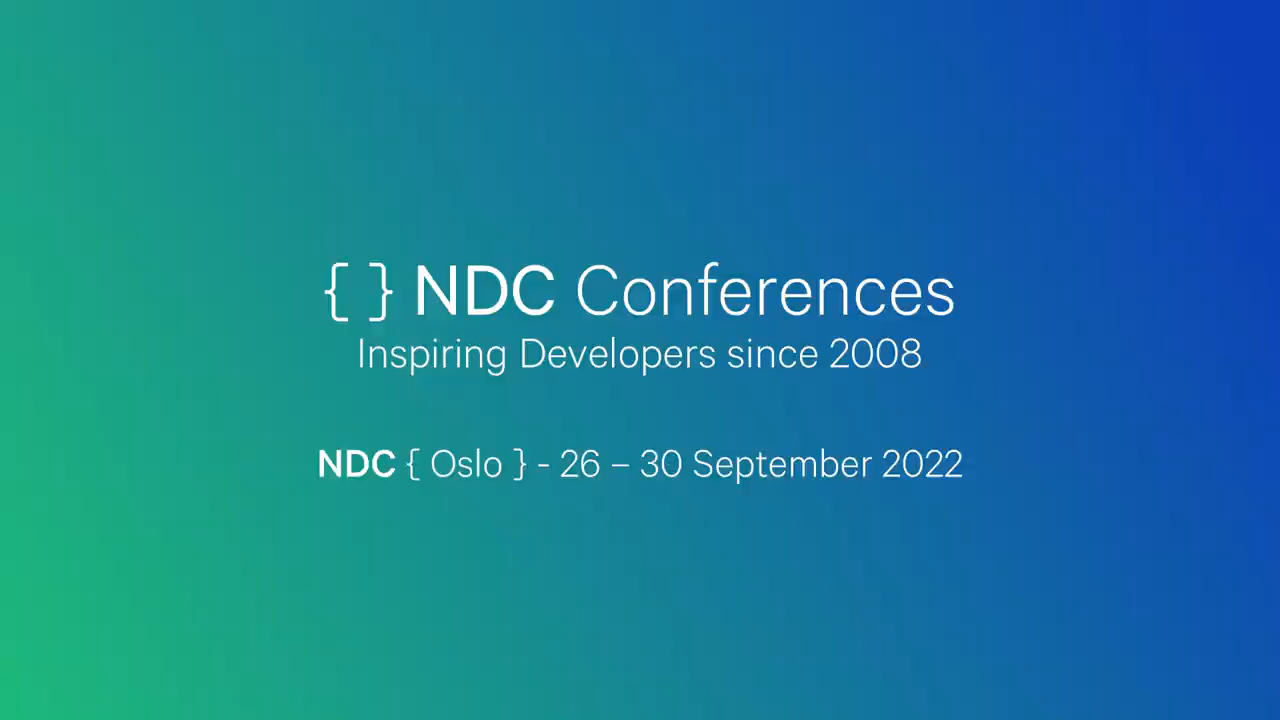 { } NDC Conferences
Inspiring Developers since 2008
NDC { Oslo } - 26 – 30 September 2022